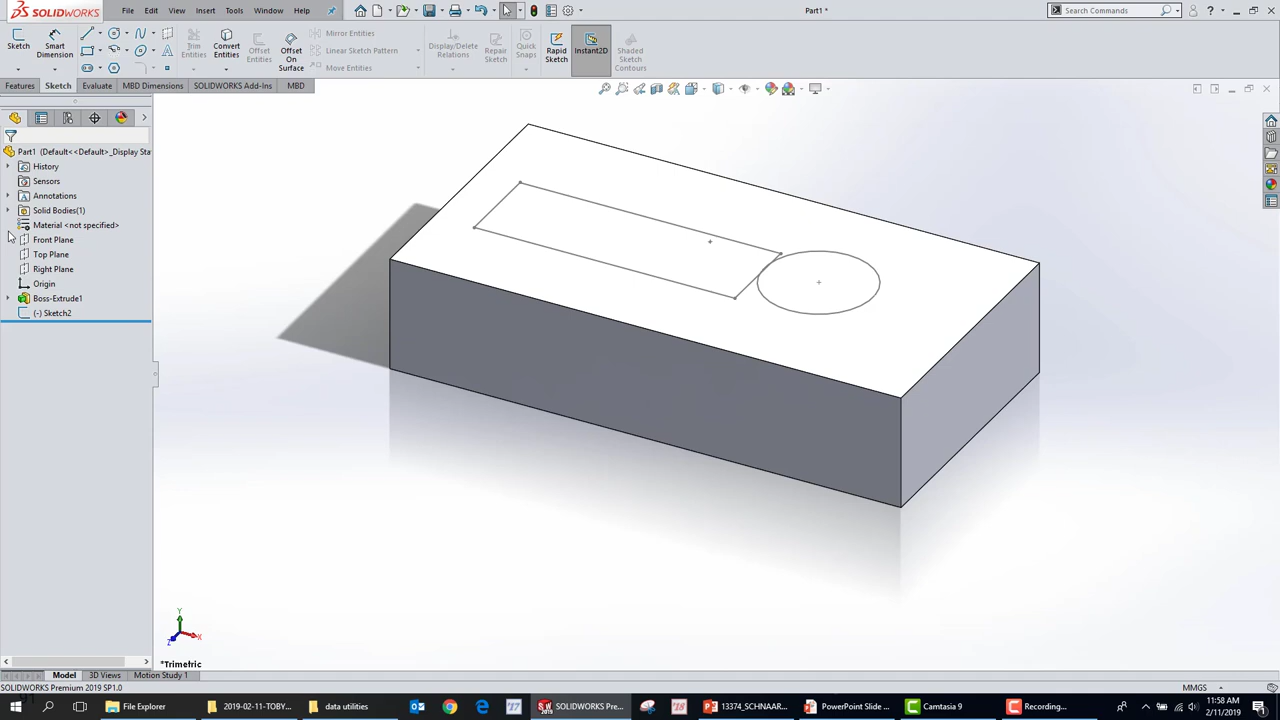 SOLIDWORKS
File Edit View Insert Tools Window Help
Part1 *
Search Commands
Sketch
Smart Dimension
Trim Entities
Convert Entities
Offset Entities
Offset On Surface
Mirror Entities
Linear Sketch Pattern
Move Entities
Display/Delete Relations
Repair Sketch
Quick Snaps
Rapid Sketch
Instant2D
Shaded Sketch Contours
Features Sketch Evaluate MBD Dimensions SOLIDWORKS Add-Ins MBD
Part1 (Default<<Default>_Display Sta
History
Sensors
Annotations
Solid Bodies(1)
Material <not specified>
Front Plane
Top Plane
Right Plane
Origin
Boss-Extrude1
(-) Sketch2
Y
X
Z
*Trimetric
Model 3D Views Motion Study 1
SOLIDWORKS Premium 2019 SP1.0
MMGS
File Explorer
2019-02-11-TOBY...
data utilities
SOLIDWORKS Pre...
13374_SCHNAAR...
PowerPoint Slide ...
Camtasia 9
Recording...
11:58 AM
2/11/2019